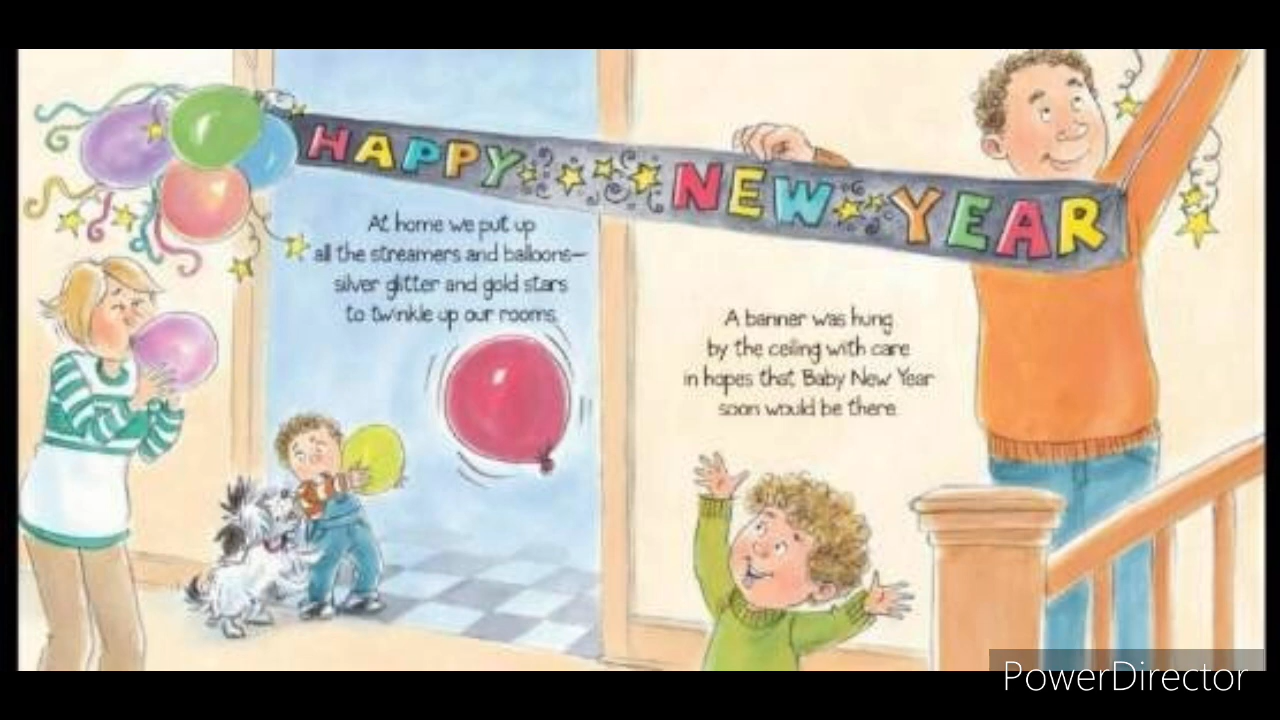 HAPPY NEW YEAR
At home we put up
all the streamers and balloons—
silver glitter and gold stars
to twinkle up our rooms.
A banner was hung
by the ceiling with care
in hopes that Baby New Year
soon would be there.
PowerDirector